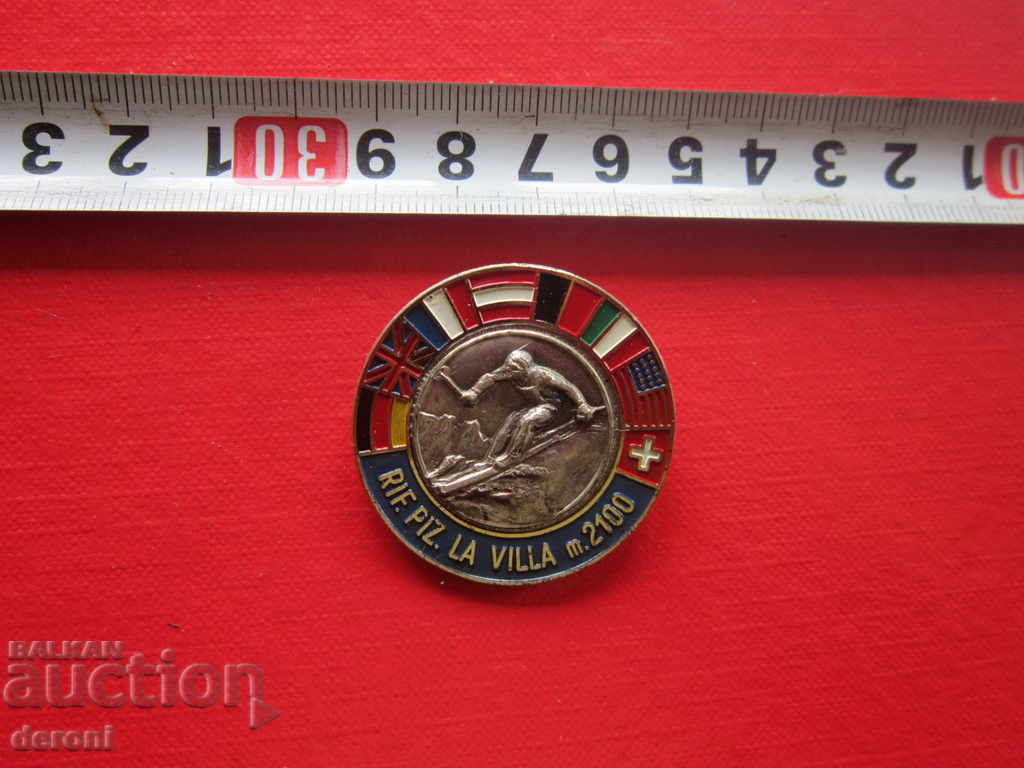 3 2 1 30 9 8 7 6 5 4 3 2 1 20
RIF. PIZ. LA VILLA m. 2100
BALKAN
auction
deroni